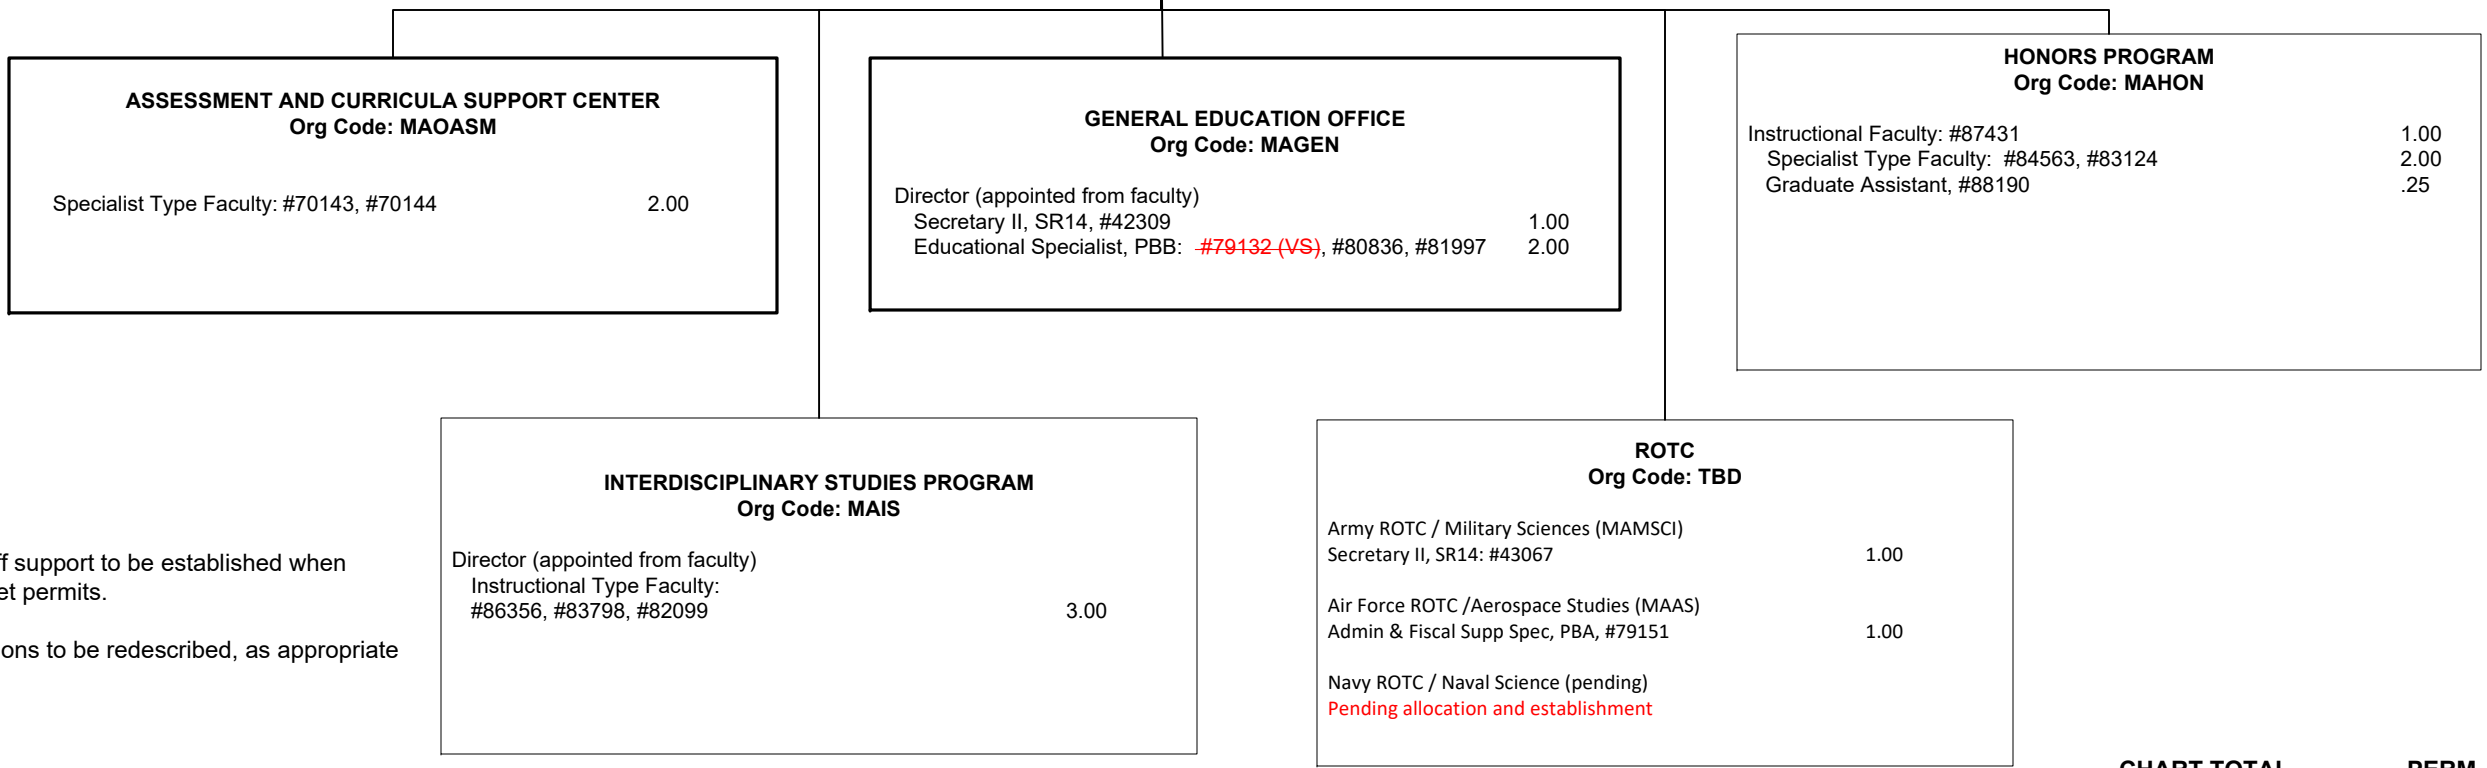 ASSESSMENT AND CURRICULA SUPPORT CENTER
Org Code: MAOASM
Specialist Type Faculty: #70143, #70144 2.00
GENERAL EDUCATION OFFICE
Org Code: MAGEN
Director (appointed from faculty)
Secretary II, SR14, #42309 1.00
Educational Specialist, PBB: #79132 (VS), #80836, #81997 2.00
HONORS PROGRAM
Org Code: MAHON
Instructional Faculty: #87431 1.00
Specialist Type Faculty: #84563, #83124 2.00
Graduate Assistant, #88190 .25
support to be established when
permits.
to be redescribed, as appropriate
INTERDISCIPLINARY STUDIES PROGRAM
Org Code: MAIS
Director (appointed from faculty)
Instructional Type Faculty:
#86356, #83798, #82099 3.00
ROTC
Org Code: TBD
Army ROTC / Military Sciences (MAMSCI)
Secretary II, SR14: #43067 1.00
Air Force ROTC /Aerospace Studies (MAAS)
Admin & Fiscal Supp Spec, PBA, #79151 1.00
Navy ROTC / Naval Science (pending)
Pending allocation and establishment
CHART TOTAL PERM